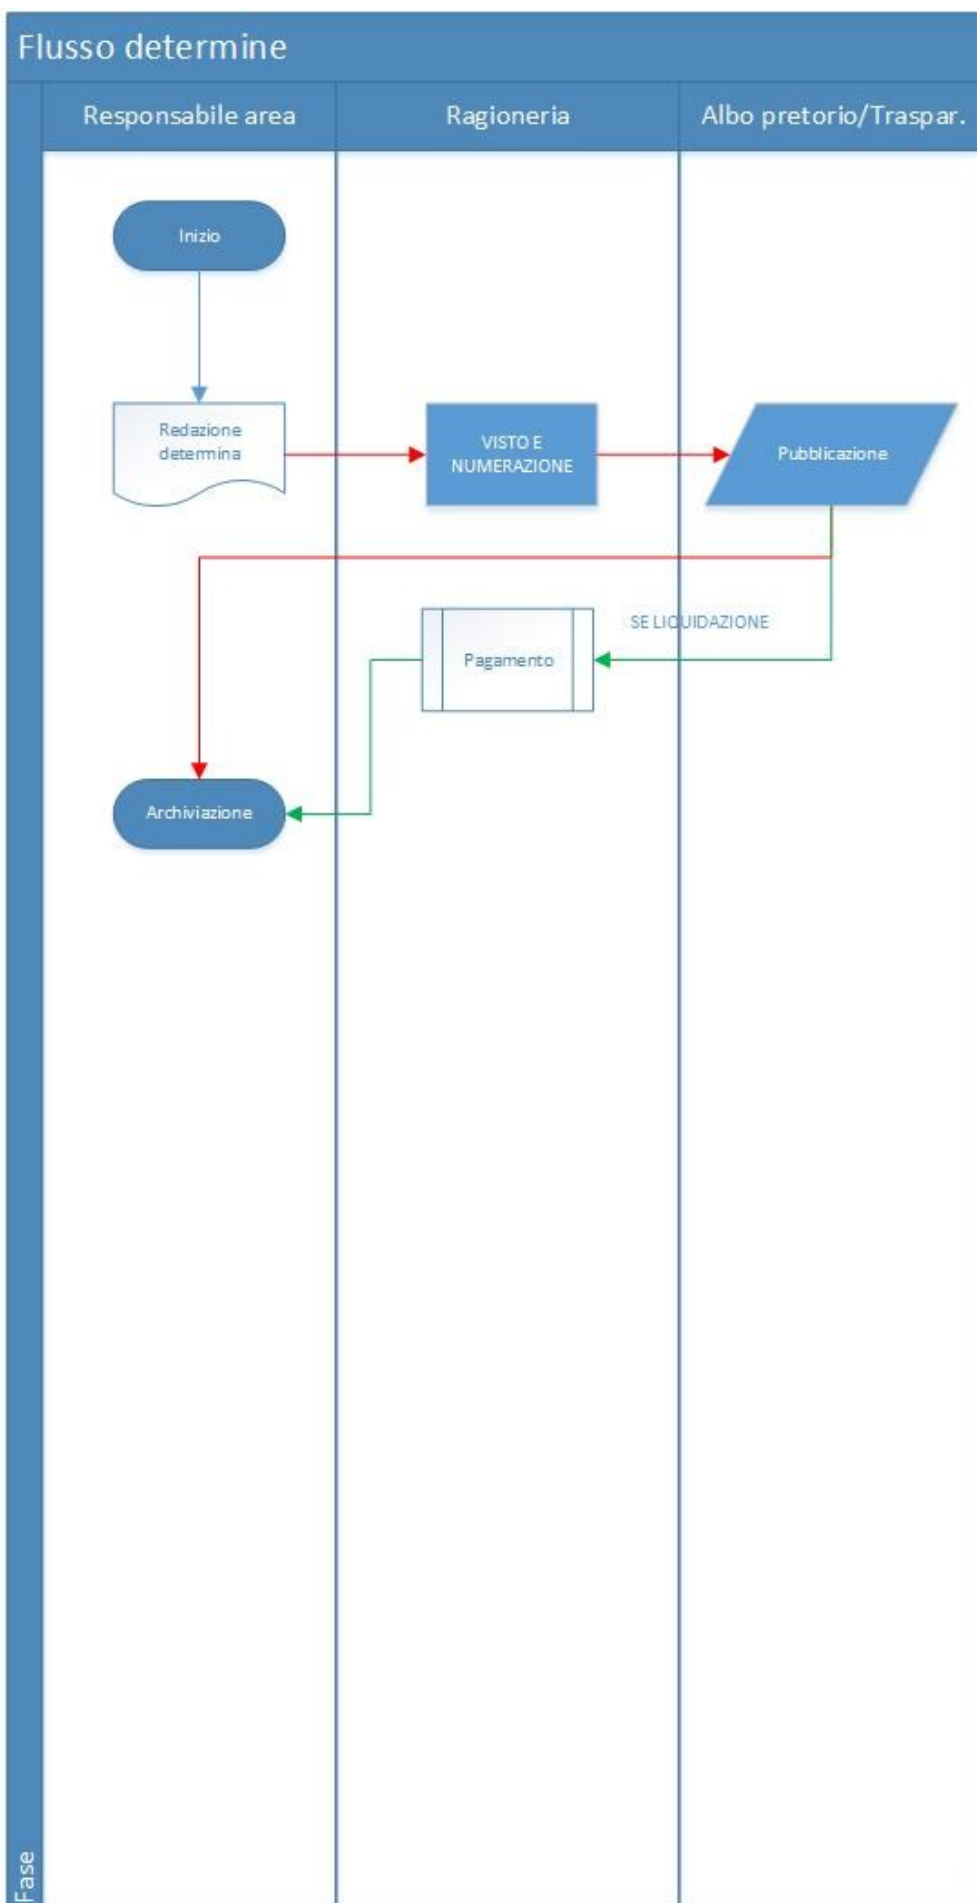 Flusso determine
Responsabile area
Ragioneria
Albo pretorio/Traspar.
Inizio
Redazione
determina
VISTO E
NUMERAZIONE
Pubblicazione
SE LIQUIDAZIONE
Pagamento
Archiviazione
Fase